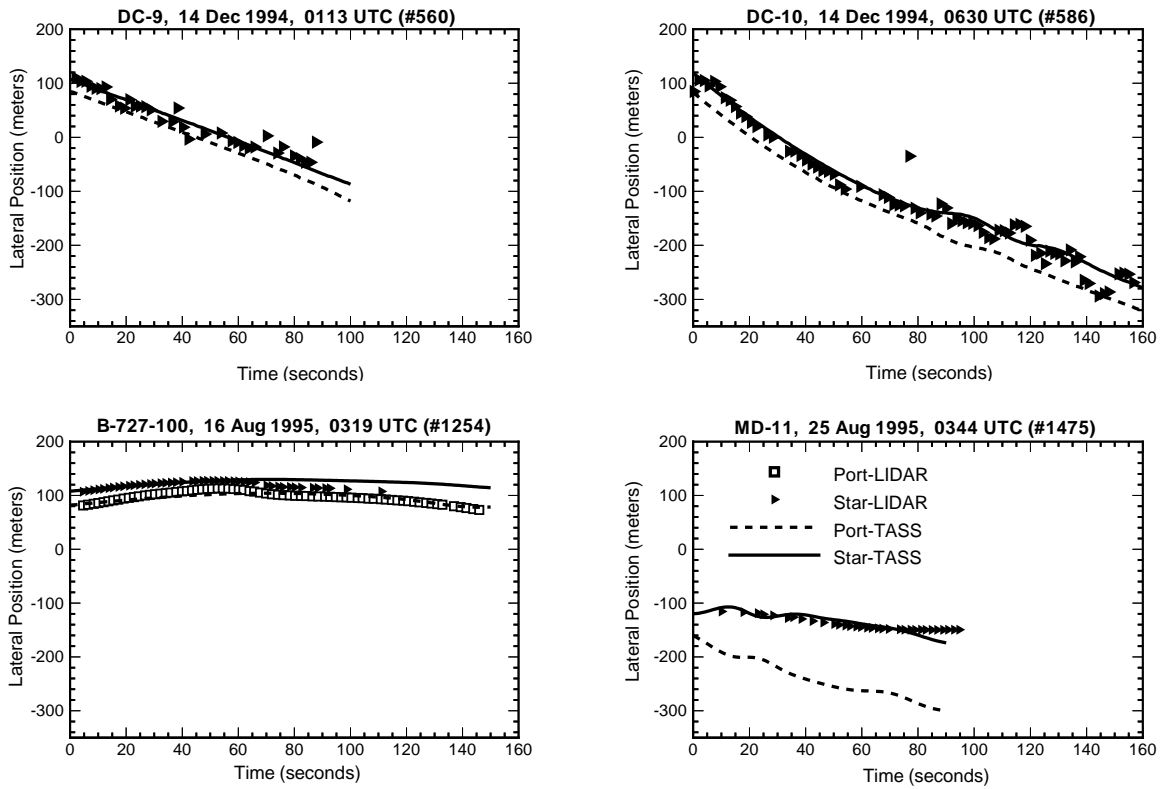 DC-9, 14 Dec 1994, 0113 UTC (#560)
200
100
0
-100
-200
-300
Lateral Position (meters)
0 20 40 60 80 100 120 140 160
Time (seconds)
DC-10, 14 Dec 1994, 0630 UTC (#586)
200
100
0
-100
-200
-300
Lateral Position (meters)
0 20 40 60 80 100 120 140 160
Time (seconds)
B-727-100, 16 Aug 1995, 0319 UTC (#1254)
200
100
0
-100
-200
-300
Lateral Position (meters)
0 20 40 60 80 100 120 140 160
Time (seconds)
MD-11, 25 Aug 1995, 0344 UTC (#1475)
200
100
0
-100
-200
-300
Lateral Position (meters)
Port-LIDAR
Star-LIDAR
Port-TASS
Star-TASS
0 20 40 60 80 100 120 140 160
Time (seconds)